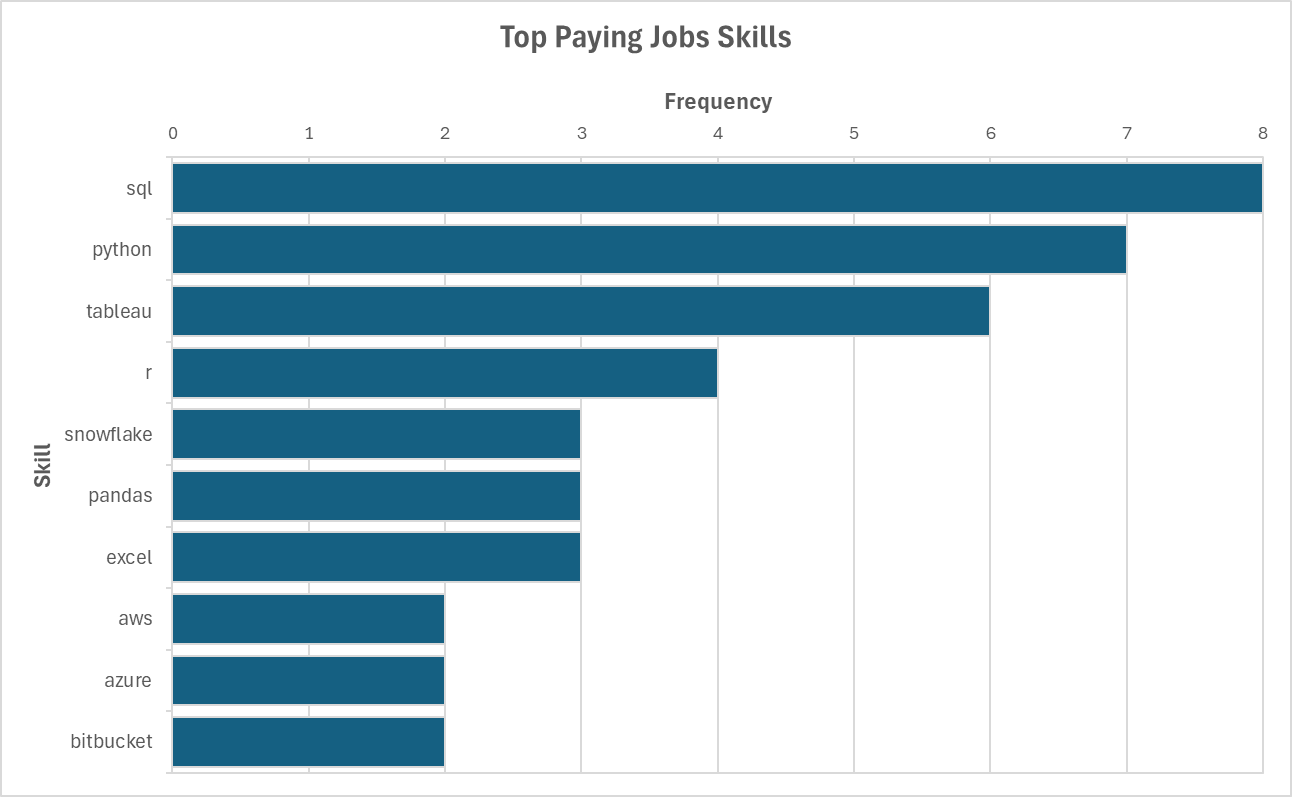 Top Paying Jobs Skills
Frequency
0 1 2 3 4 5 6 7 8
sql
python
tableau
r
snowflake
pandas
excel
aws
azure
bitbucket
Skill